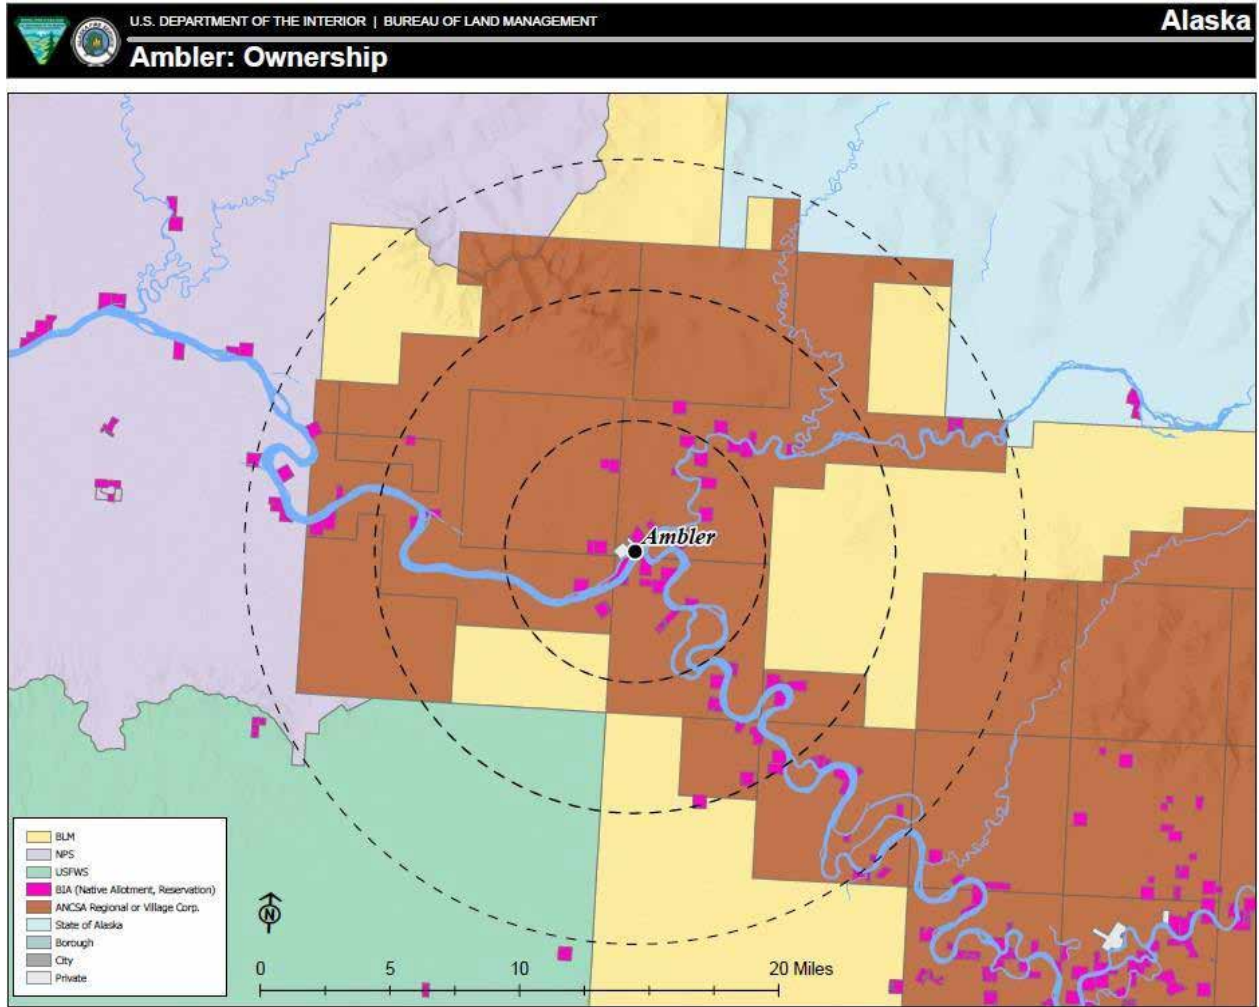 U.S. DEPARTMENT OF THE INTERIOR | BUREAU OF LAND MANAGEMENT
Alaska
Ambler: Ownership
Ambler
BLM
NPS
USFWS
BIA (Native Allotment, Reservation)
ANCSA Regional or Village Corp.
State of Alaska
Borough
City
Private
N
0 5 10 20 Miles